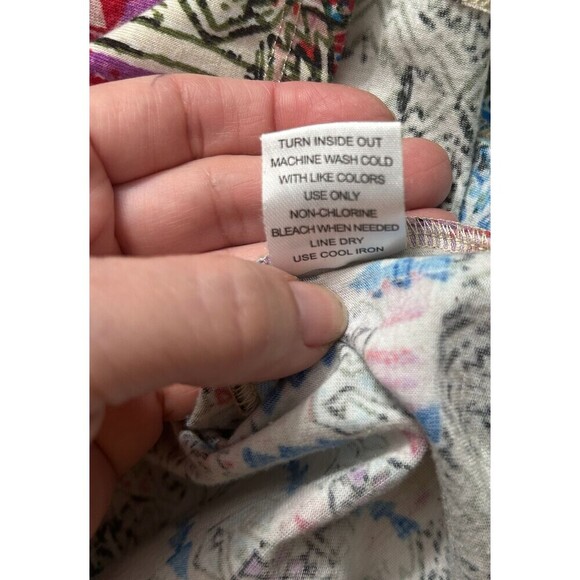 TURN INSIDE OUT
MACHINE WASH COLD
WITH LIKE COLORS
USE ONLY
NON-CHLORINE
BLEACH WHEN NEEDED
LINE DRY
USE COOL IRON